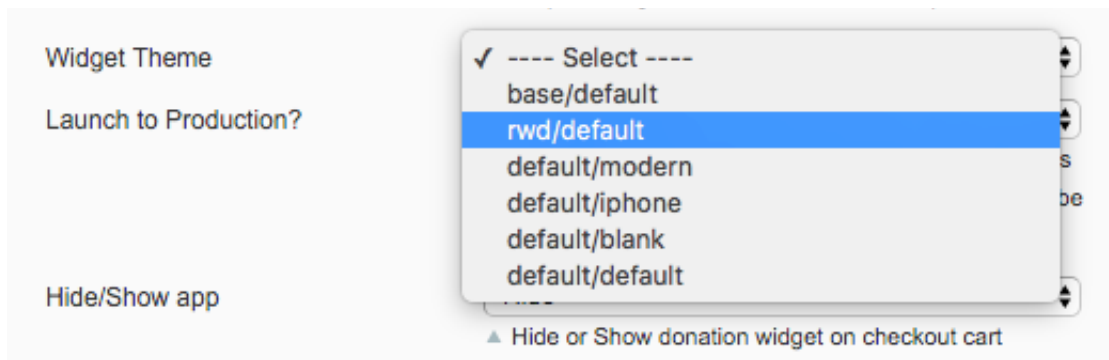 Widget Theme
✓ ---- Select ----
base/default
Launch to Production?
rwd/default
default/modern
s
default/iphone
be
default/blank
default/default
Hide/Show app
▲ Hide or Show donation widget on checkout cart